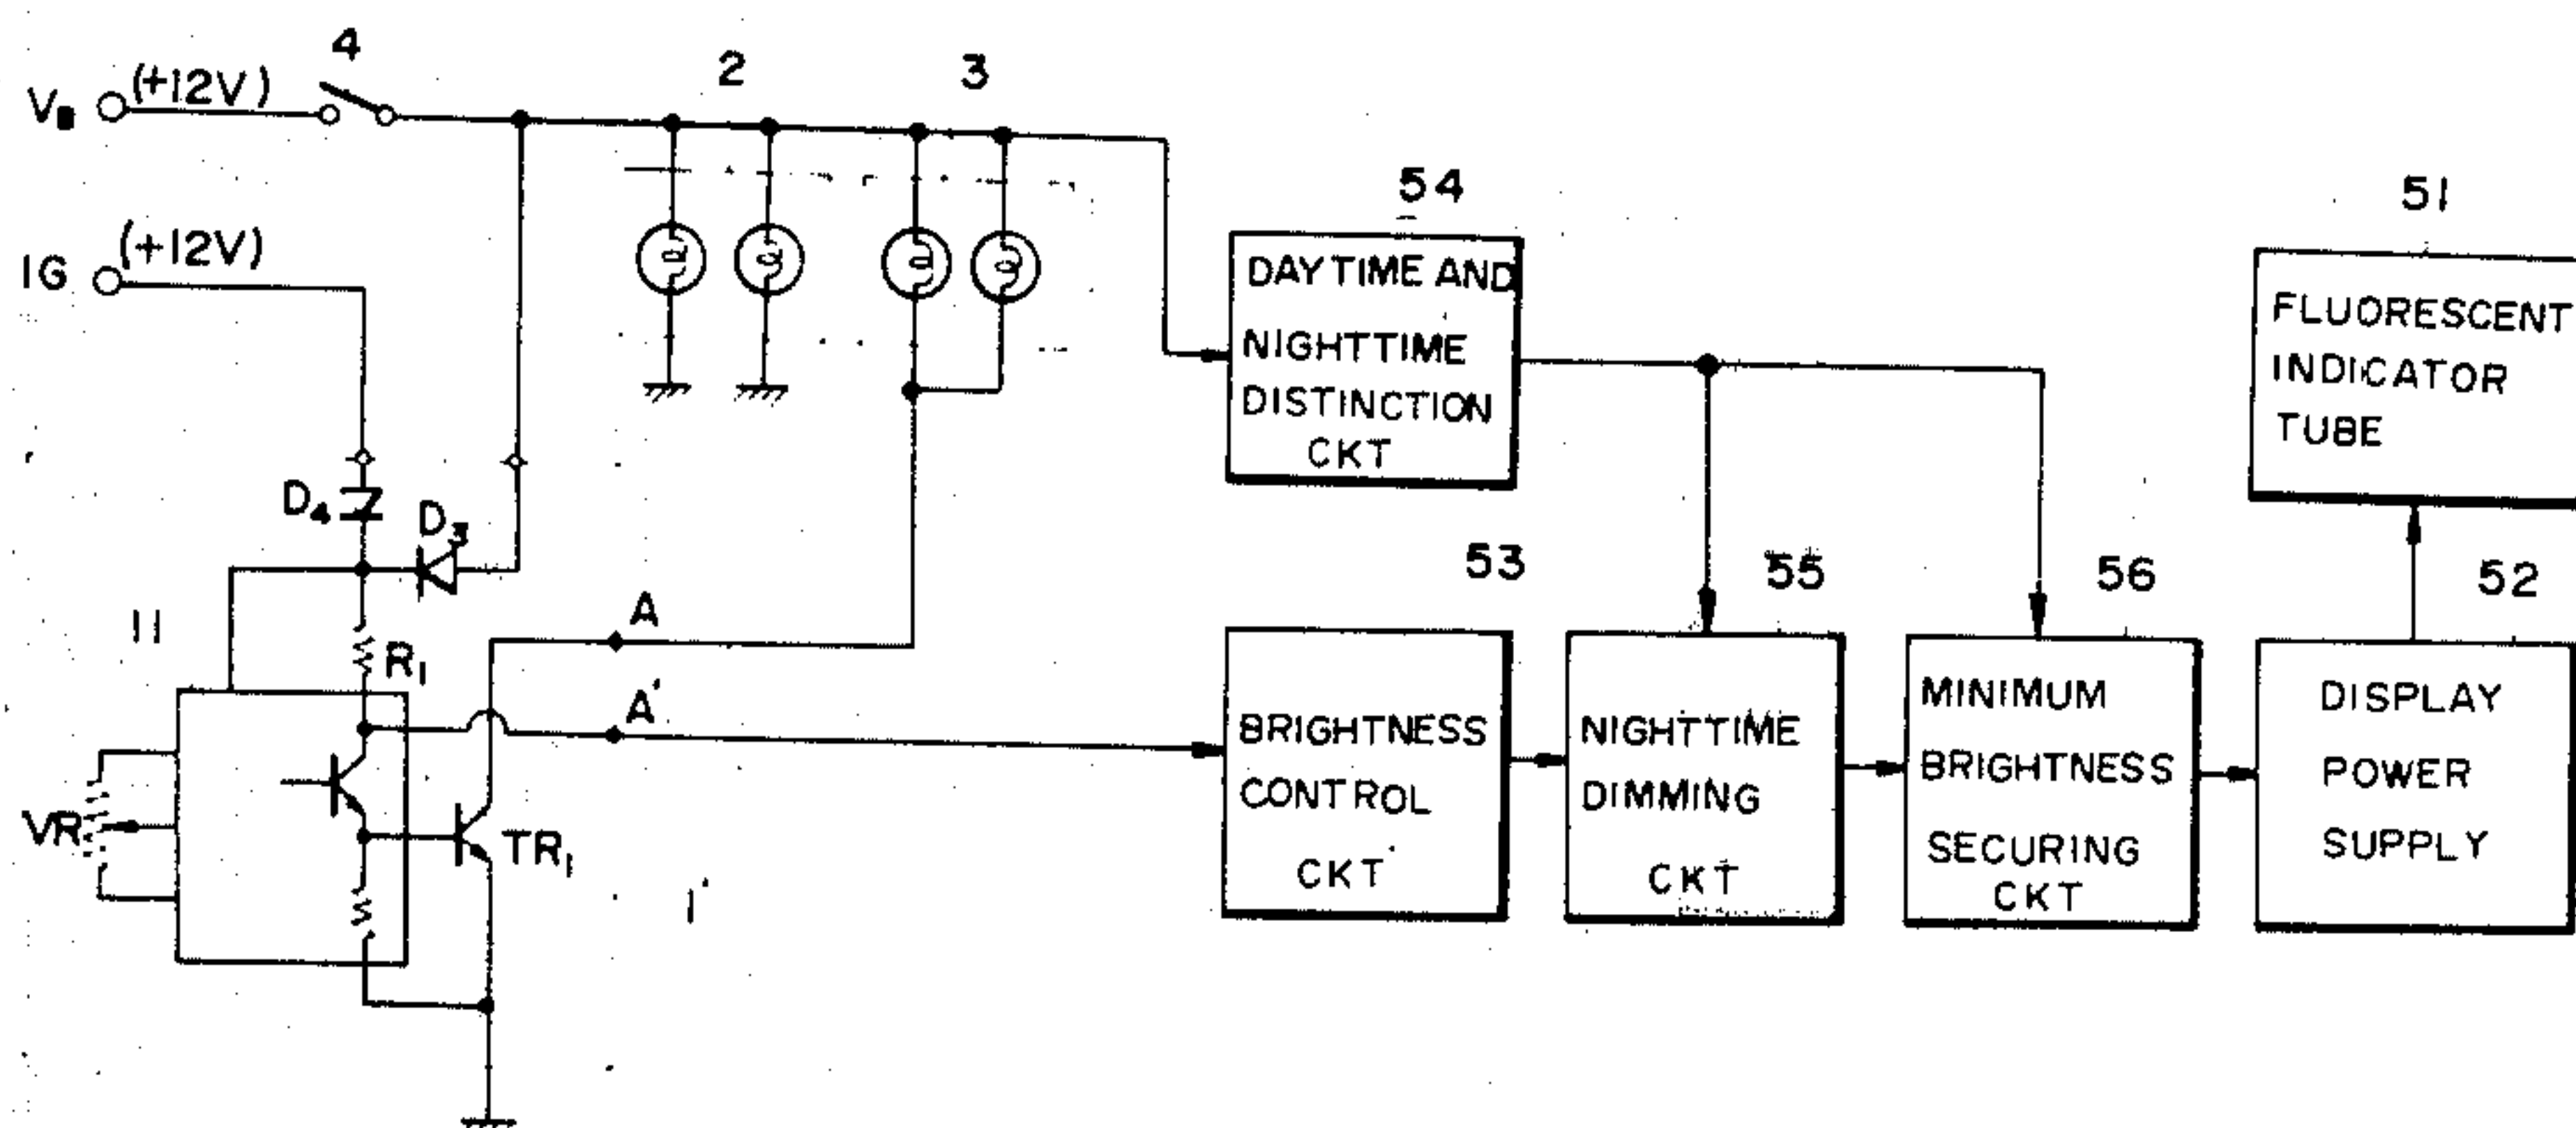 4
2
3
VB (+12V)
IG (+12V)
54
DAYTIME AND
NIGHTTIME
DISTINCTION
CKT
51
FLUORESCENT
INDICATOR
TUBE
D4
D3
11
R1
A
A'
VR
TR1
1'
53
BRIGHTNESS
CONTROL
CKT
55
NIGHTTIME
DIMMING
CKT
56
MINIMUM
BRIGHTNESS
SECURING
CKT
52
DISPLAY
POWER
SUPPLY